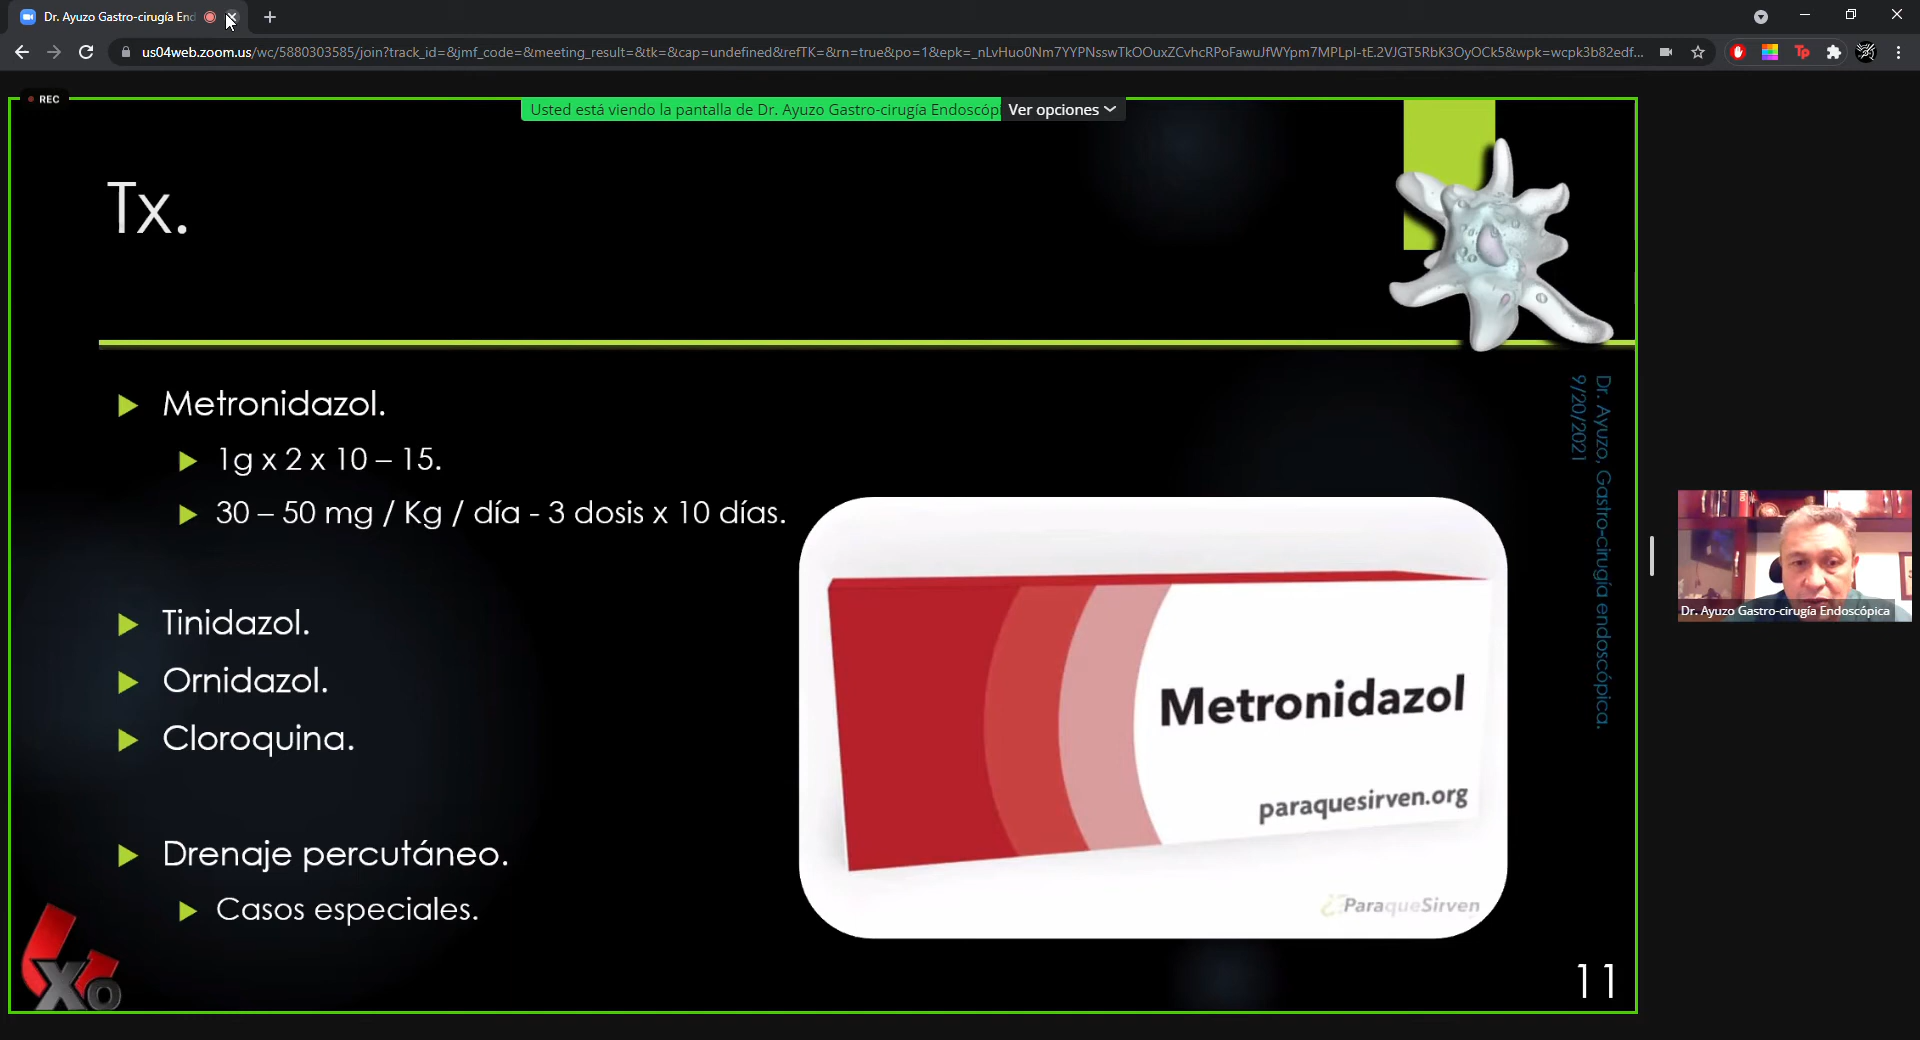 Dr. Ayuzo Gastro-cirugía End
us04web.zoom.us/wc/5880303585/join?track_id=&jmf_code=&meeting_result=&tk=&cap=undefined&refTK=&rn=true&po=1&epk=_nLvHuo0Nm7YYPNsswTkOOuxZCvhcRPoFawuJfWYpm7MPLpI-tE.2VJGT5RbK3OyOCk5&wpk=wcpk3b82edf...
Tp
REC
Usted está viendo la pantalla de Dr. Ayuzo Gastro-cirugía Endoscópi
Ver opciones
Tx.
Metronidazol.
1g x 2 x 10 – 15.
30 – 50 mg / Kg / día - 3 dosis x 10 días.
Tinidazol.
Ornidazol.
Cloroquina.
Drenaje percutáneo.
Casos especiales.
Metronidazol
paraquesirven.org
ParaqueSirven
Dr. Ayuzo, Gastro-cirugía endoscópica.
9/20/2021
Dr. Ayuzo Gastro-cirugía Endoscópica
xo
11